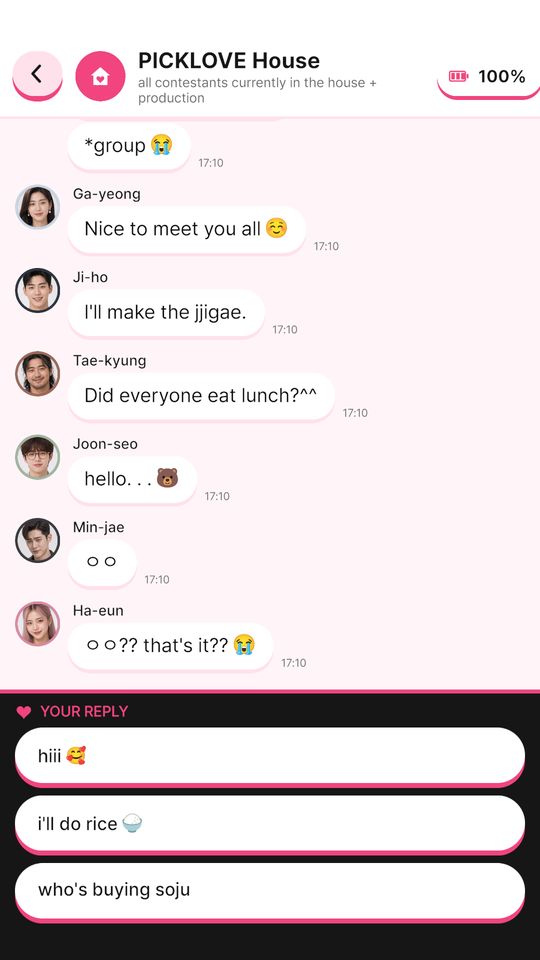 PICKLOVE House
all contestants currently in the house +
production
100%
*group 😭
17:10
Ga-yeong
Nice to meet you all ☺️
17:10
Ji-ho
I'll make the jjigae.
17:10
Tae-kyung
Did everyone eat lunch?^^
17:10
Joon-seo
hello. . . 🐻
17:10
Min-jae
ㅇㅇ
17:10
Ha-eun
ㅇㅇ?? that's it?? 😭
17:10
YOUR REPLY
hiii 🥰
i'll do rice 🍚
who's buying soju